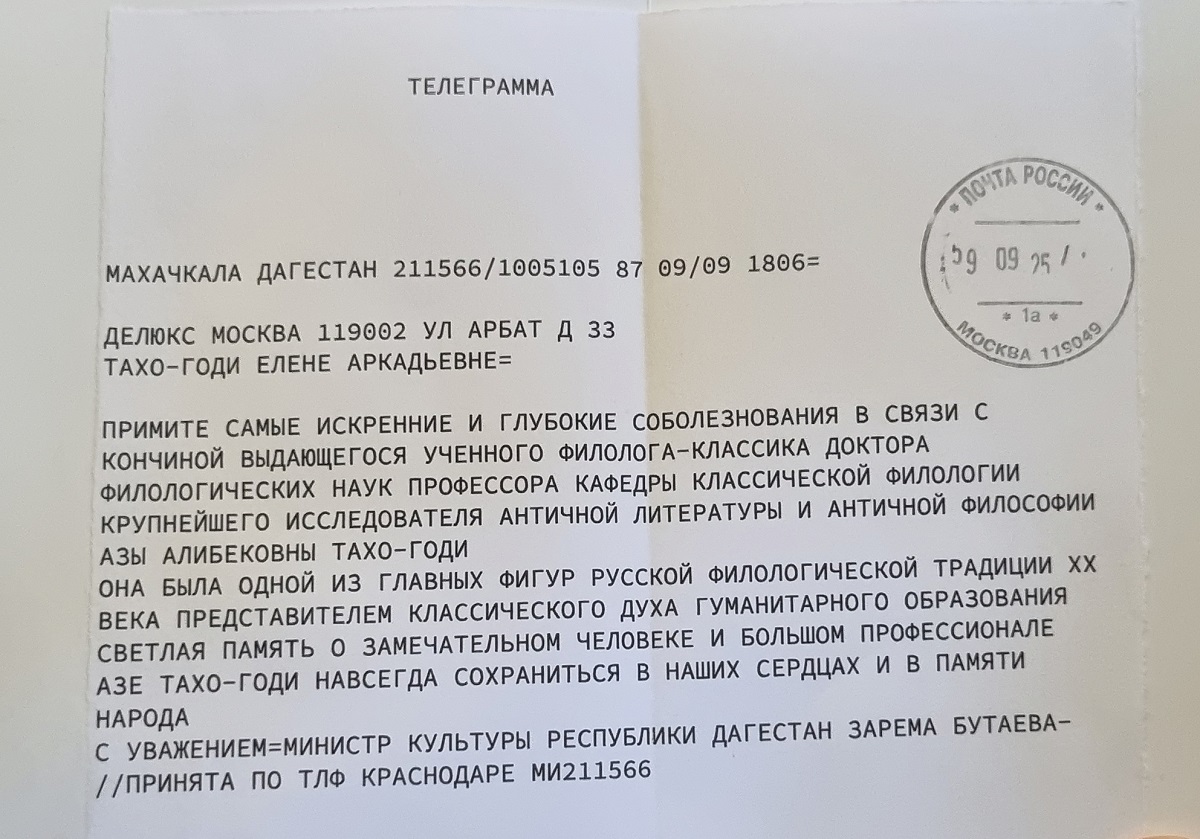 ТЕЛЕГРАММА
* ПОЧТА РОССИИ *
09 25
* 1а *
МОСКВА 119049
МАХАЧКАЛА ДАГЕСТАН 211566/1005105 87 09/09 1806=
ДЕЛЮКС МОСКВА 119002 УЛ АРБАТ Д 33
ТАХО-ГОДИ ЕЛЕНЕ АРКАДЬЕВНЕ=
ПРИМИТЕ САМЫЕ ИСКРЕННИЕ И ГЛУБОКИЕ СОБОЛЕЗНОВАНИЯ В СВЯЗИ С
КОНЧИНОЙ ВЫДАЮЩЕГОСЯ УЧЕННОГО ФИЛОЛОГА-КЛАССИКА ДОКТОРА
ФИЛОЛОГИЧЕСКИХ НАУК ПРОФЕССОРА КАФЕДРЫ КЛАССИЧЕСКОЙ ФИЛОЛОГИИ
КРУПНЕЙШЕГО ИССЛЕДОВАТЕЛЯ АНТИЧНОЙ ЛИТЕРАТУРЫ И АНТИЧНОЙ ФИЛОСОФИИ
АЗЫ АЛИБЕКОВНЫ ТАХО-ГОДИ
ОНА БЫЛА ОДНОЙ ИЗ ГЛАВНЫХ ФИГУР РУССКОЙ ФИЛОЛОГИЧЕСКОЙ ТРАДИЦИИ XX
ВЕКА ПРЕДСТАВИТЕЛЕМ КЛАССИЧЕСКОГО ДУХА ГУМАНИТАРНОГО ОБРАЗОВАНИЯ
СВЕТЛАЯ ПАМЯТЬ О ЗАМЕЧАТЕЛЬНОМ ЧЕЛОВЕКЕ И БОЛЬШОМ ПРОФЕССИОНАЛЕ
АЗЕ ТАХО-ГОДИ НАВСЕГДА СОХРАНИТЬСЯ В НАШИХ СЕРДЦАХ И В ПАМЯТИ
НАРОДА
С УВАЖЕНИЕМ=МИНИСТР КУЛЬТУРЫ РЕСПУБЛИКИ ДАГЕСТАН ЗАРЕМА БУТАЕВА-
//ПРИНЯТА ПО ТЛФ КРАСНОДАРЕ МИ211566